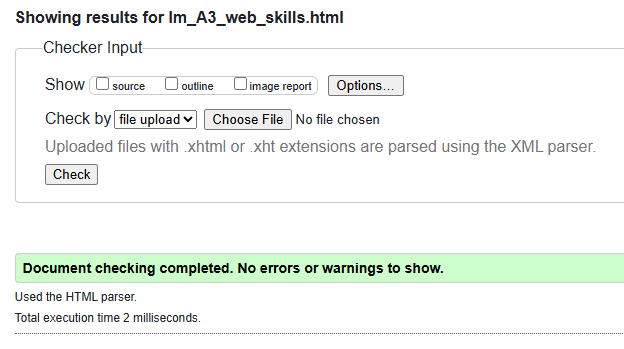 Showing results for lm_A3_web_skills.html
Checker Input
Show source outline image report Options...
Check by file upload Choose File No file chosen
Uploaded files with .xhtml or .xht extensions are parsed using the XML parser.
Check
Document checking completed. No errors or warnings to show.
Used the HTML parser.
Total execution time 2 milliseconds.